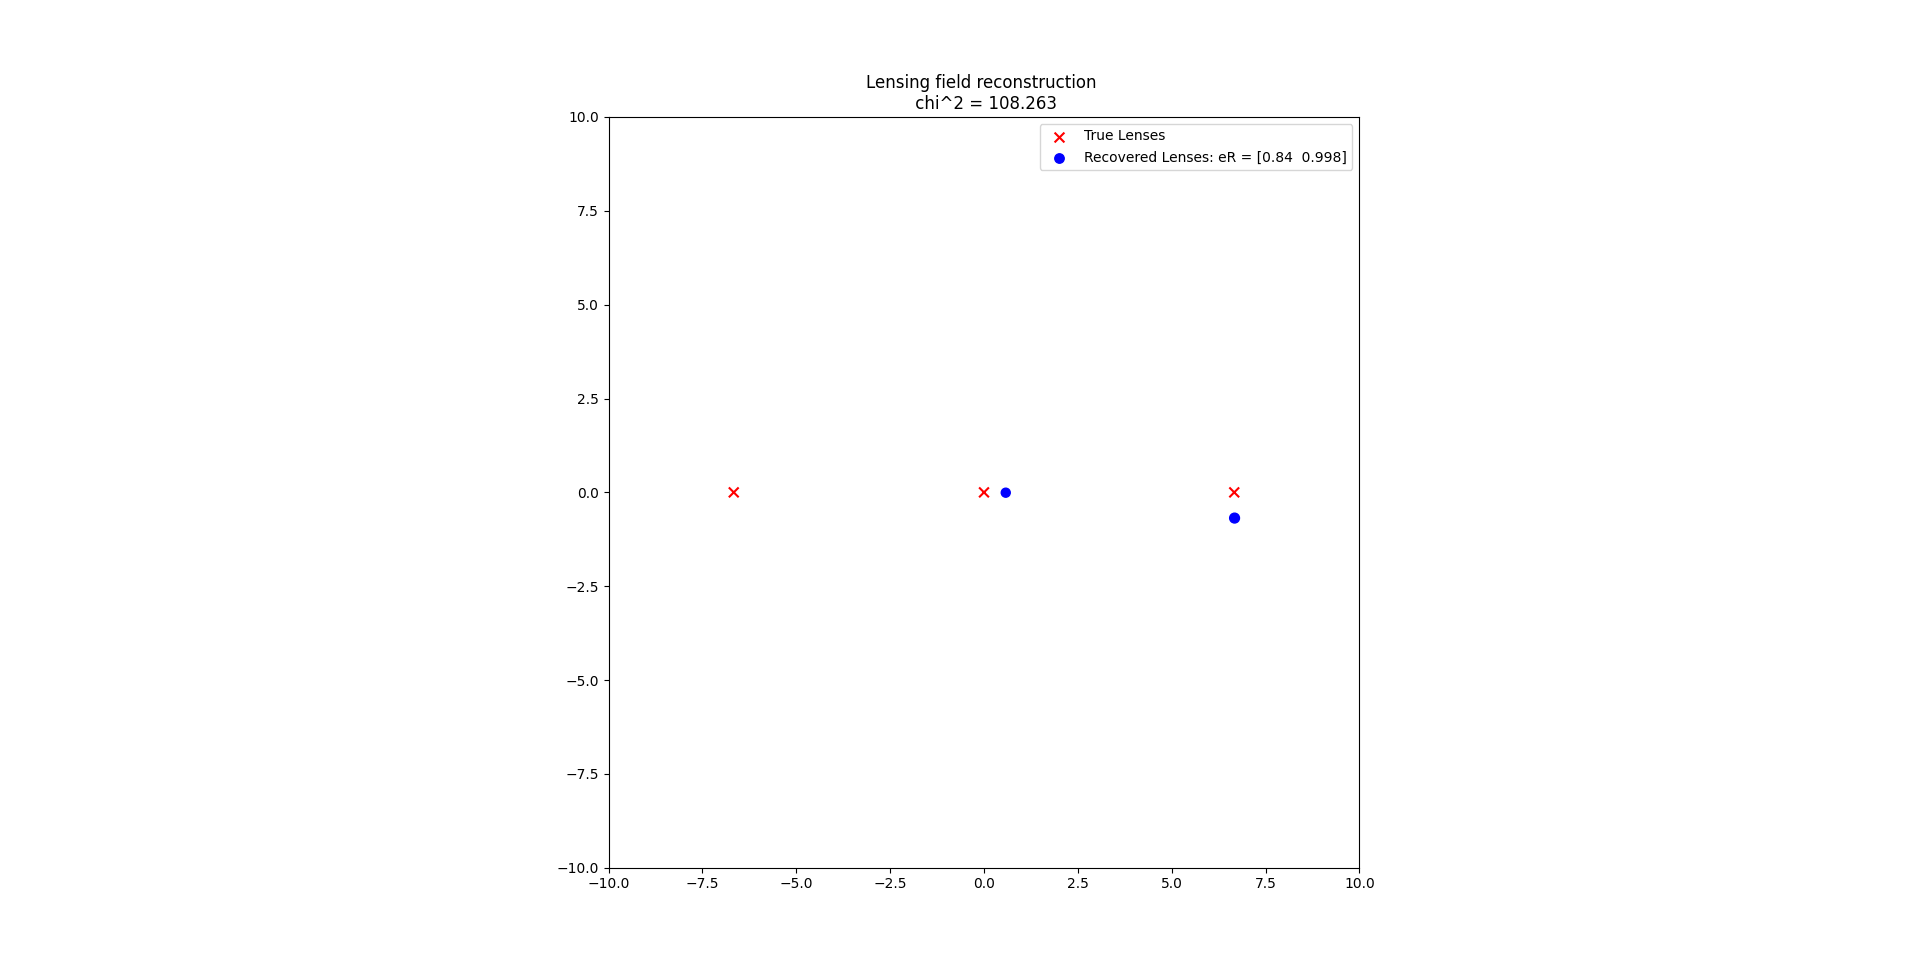 Lensing field reconstruction
chi^2 = 108.263
True Lenses
Recovered Lenses: eR = [0.84  0.998]
10.0
7.5
5.0
2.5
0.0
−2.5
−5.0
−7.5
−10.0
−10.0 −7.5 −5.0 −2.5 0.0 2.5 5.0 7.5 10.0